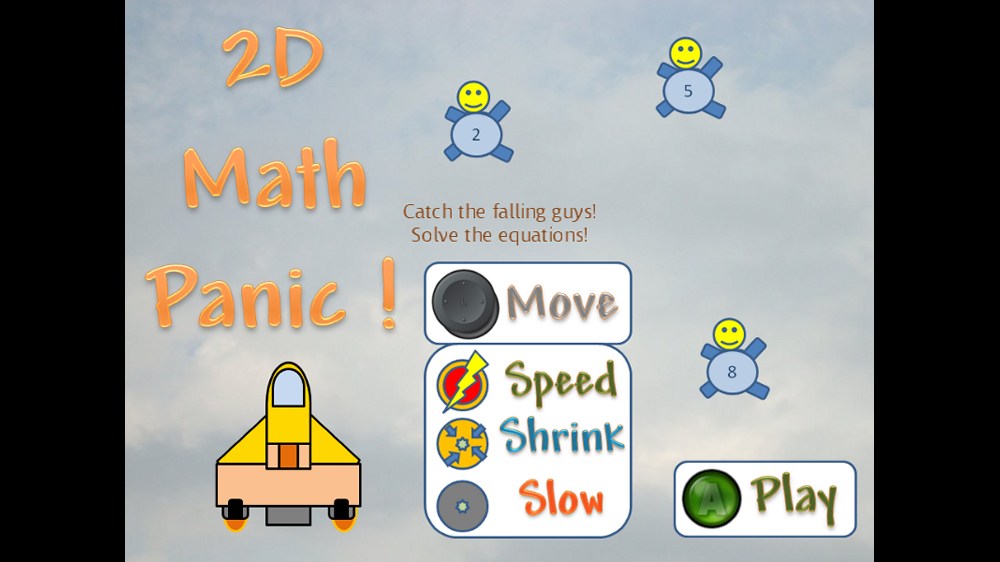 2D
Math
Panic !
2
5
Catch the falling guys!
Solve the equations!
Move
Speed
Shrink
Slow
8
A Play